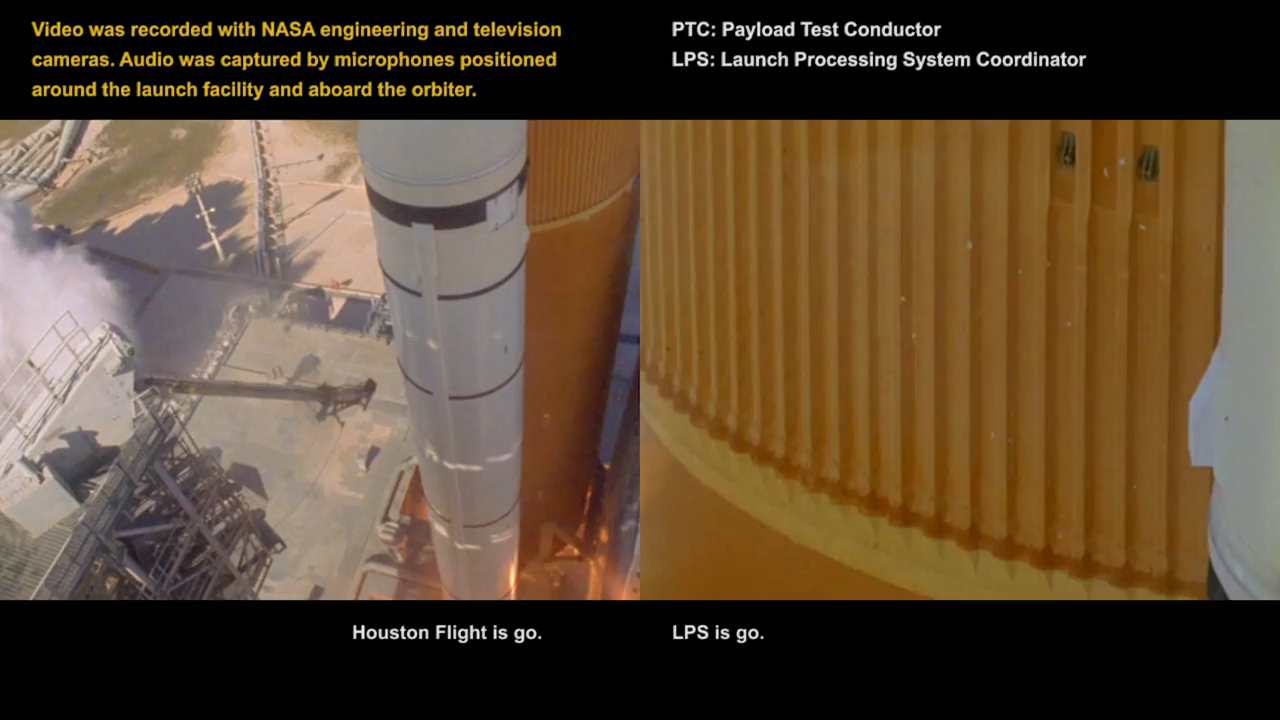 Video was recorded with NASA engineering and television
cameras. Audio was captured by microphones positioned
around the launch facility and aboard the orbiter.
PTC: Payload Test Conductor
LPS: Launch Processing System Coordinator
Houston Flight is go.
LPS is go.